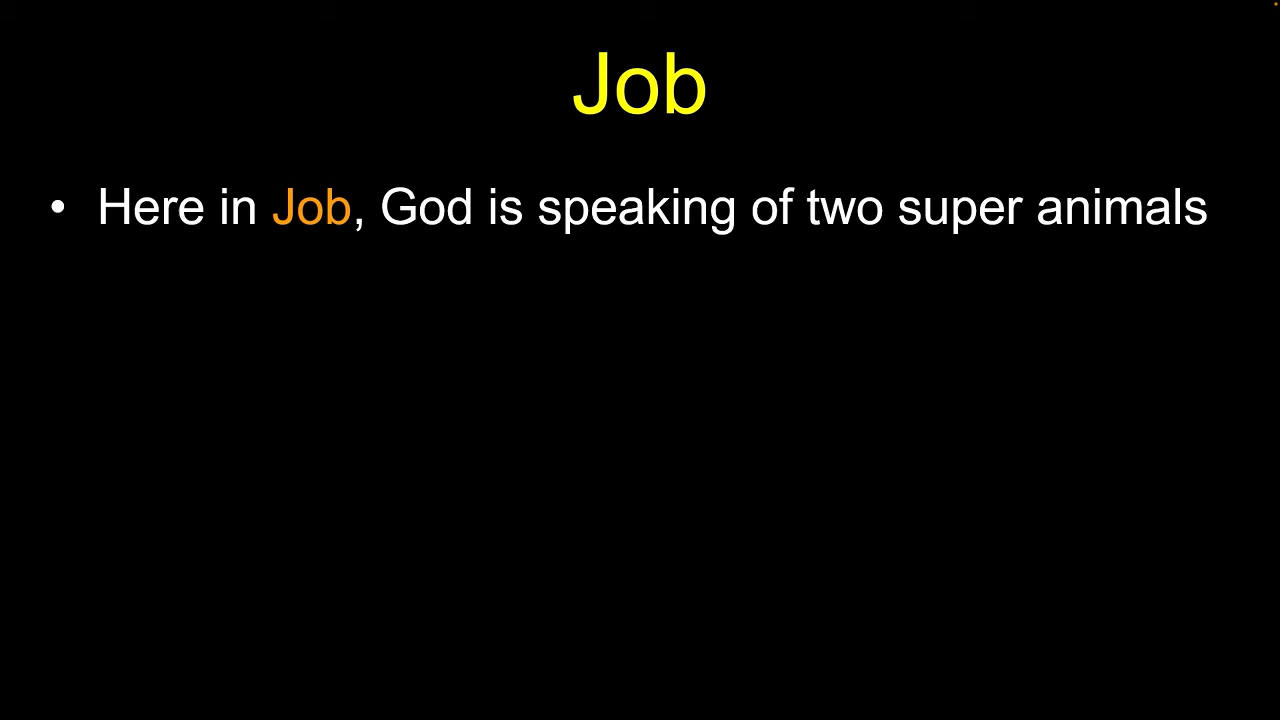 Job
• Here in Job, God is speaking of two super animals